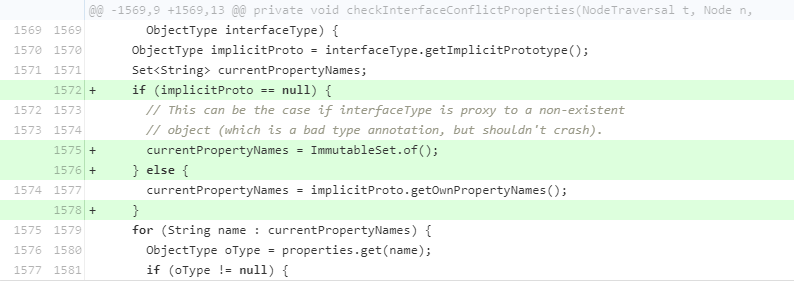 @@ -1569,9 +1569,13 @@ private void checkInterfaceConflictProperties(NodeTraversal t, Node n,
1569 1569 ObjectType interfaceType) {
1570 1570 ObjectType implicitProto = interfaceType.getImplicitPrototype();
1571 1571 Set<String> currentPropertyNames;
1572 + if (implicitProto == null) {
1572 1573 // This can be the case if interfaceType is proxy to a non-existent
1573 1574 // object (which is a bad type annotation, but shouldn't crash).
1575 + currentPropertyNames = ImmutableSet.of();
1576 + } else {
1574 1577 currentPropertyNames = implicitProto.getOwnPropertyNames();
1578 + }
1575 1579 for (String name : currentPropertyNames) {
1576 1580 ObjectType oType = properties.get(name);
1577 1581 if (oType != null) {